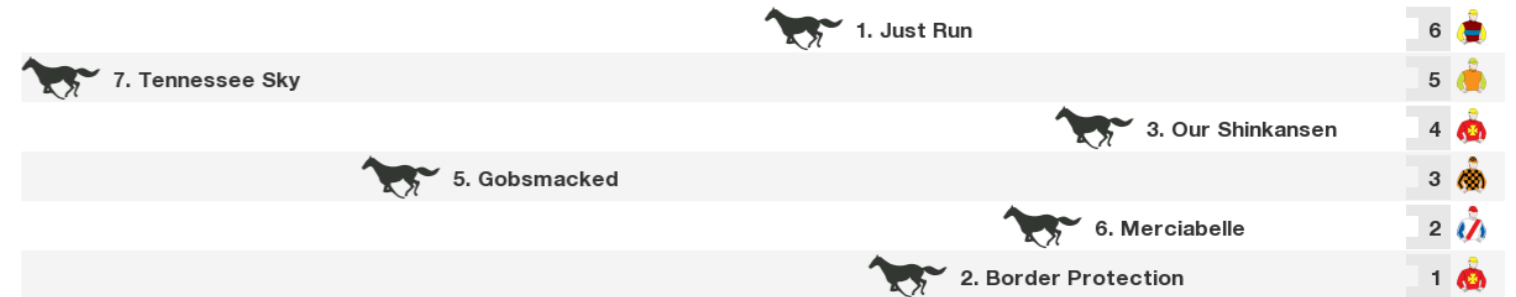 1. Just Run 6
7. Tennessee Sky 5
3. Our Shinkansen 4
5. Gobsmacked 3
6. Merciabelle 2
2. Border Protection 1